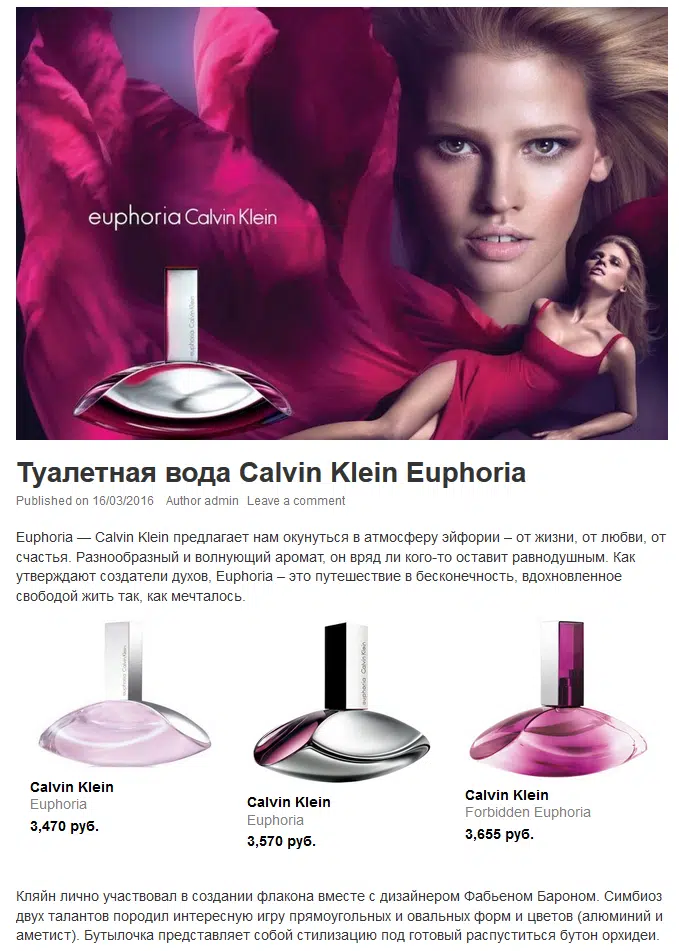 euphoria Calvin Klein
euphoria Calvin Klein
Туалетная вода Calvin Klein Euphoria
Published on 16/03/2016 Author admin Leave a comment
Euphoria — Calvin Klein предлагает нам окунуться в атмосферу эйфории – от жизни, от любви, от
счастья. Разнообразный и волнующий аромат, он вряд ли кого-то оставит равнодушным. Как
утверждают создатели духов, Euphoria – это путешествие в бесконечность, вдохновленное
свободой жить так, как мечталось.
euphoria Calvin Klein
euphoria Calvin Klein
Calvin Klein
Euphoria
3,470 руб.
Calvin Klein
Euphoria
3,570 руб.
Calvin Klein
Forbidden Euphoria
3,655 руб.
Кляйн лично участвовал в создании флакона вместе с дизайнером Фабьеном Бароном. Симбиоз
двух талантов породил интересную игру прямоугольных и овальных форм и цветов (алюминий и
аметист). Бутылочка представляет собой стилизацию под готовый распуститься бутон орхидеи.